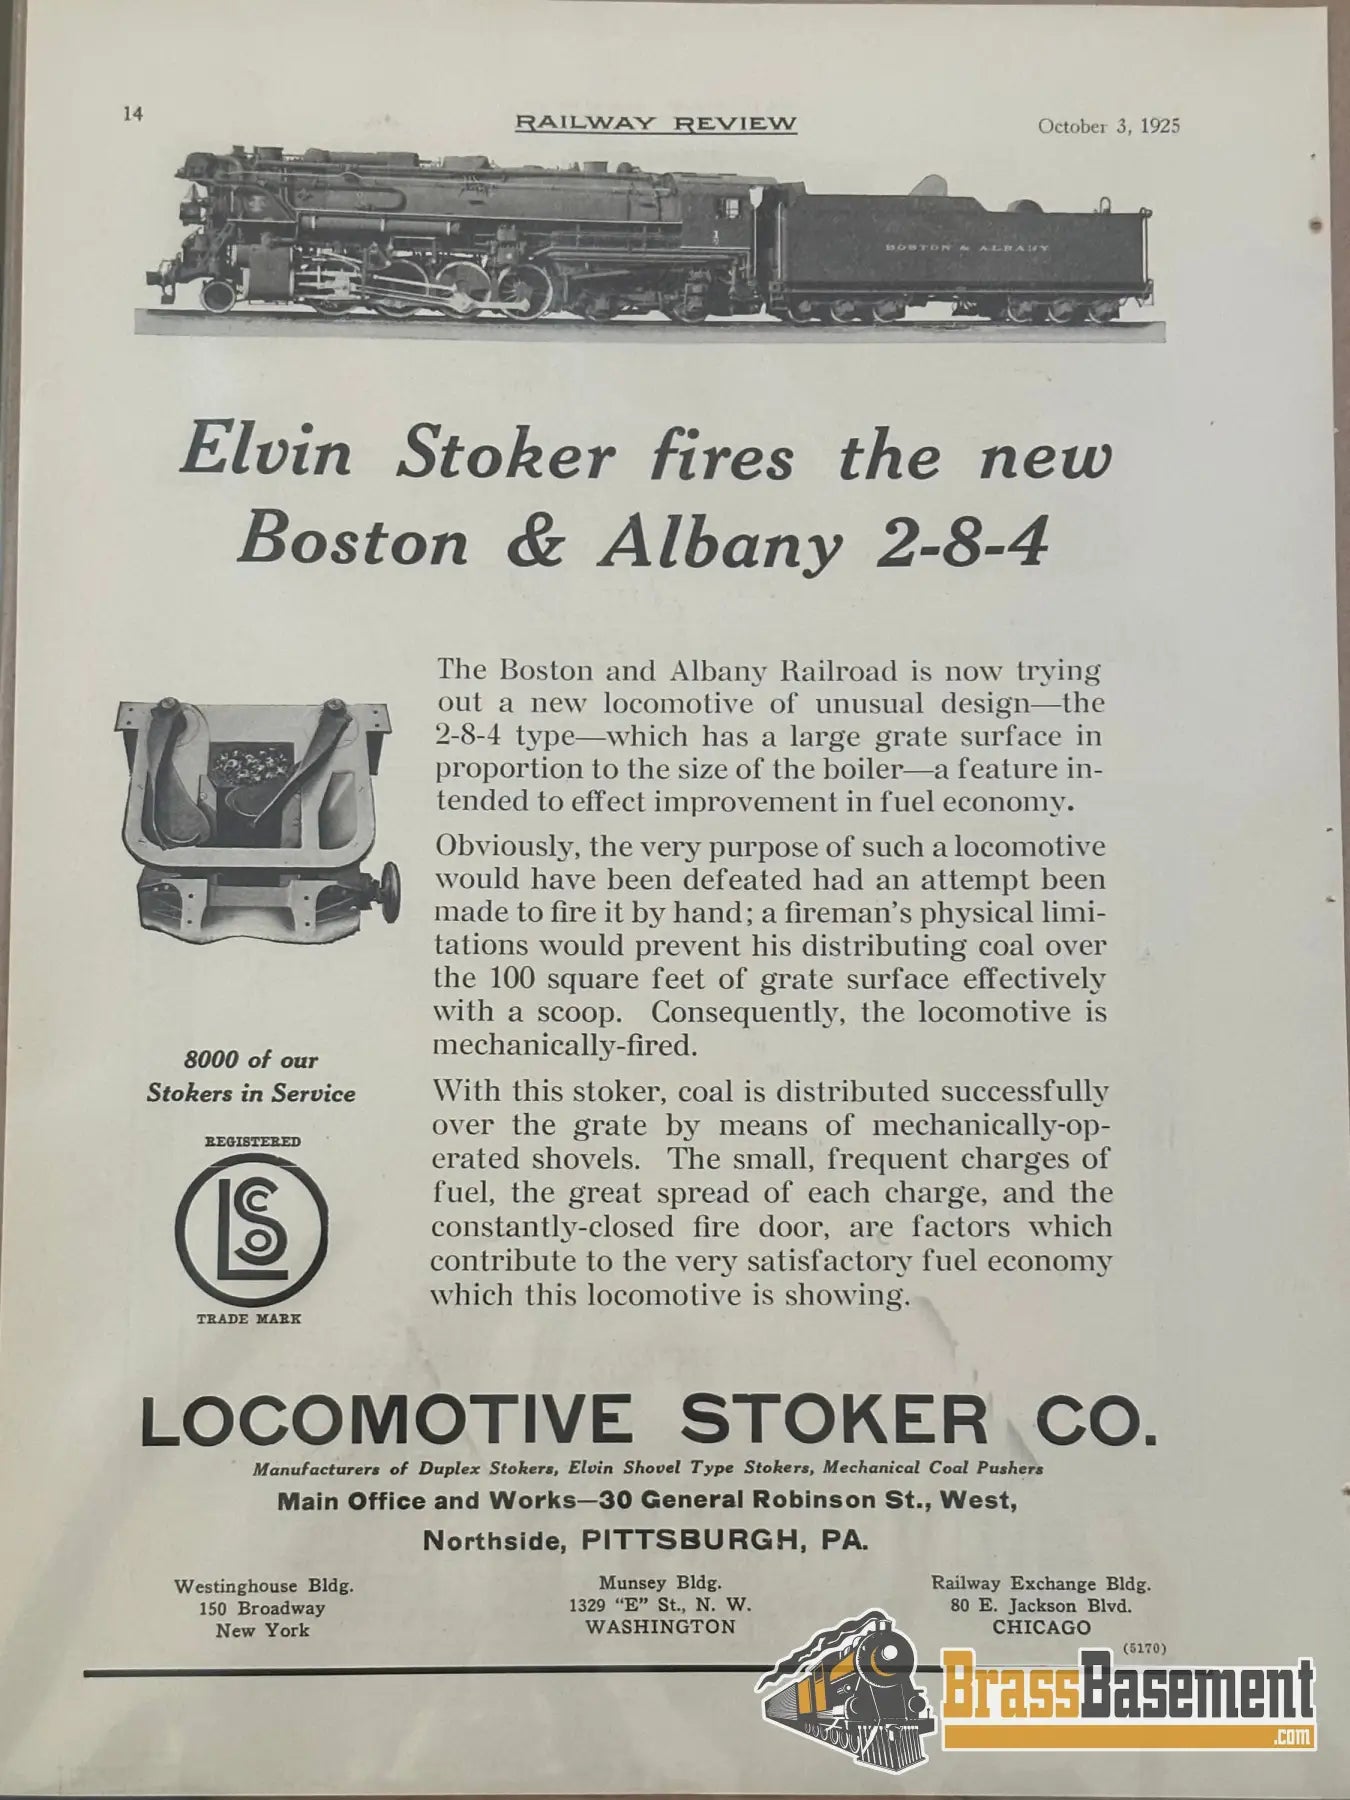 14
RAILWAY REVIEW
October 3, 1925
BOSTON & ALBANY
Elvin Stoker fires the new
Boston & Albany 2-8-4
The Boston and Albany Railroad is now trying
out a new locomotive of unusual design—the
2-8-4 type—which has a large grate surface in
proportion to the size of the boiler—a feature in-
tended to effect improvement in fuel economy.
Obviously, the very purpose of such a locomotive
would have been defeated had an attempt been
made to fire it by hand; a fireman's physical limi-
tations would prevent his distributing coal over
the 100 square feet of grate surface effectively
with a scoop. Consequently, the locomotive is
mechanically-fired.
With this stoker, coal is distributed successfully
over the grate by means of mechanically-op-
erated shovels. The small, frequent charges of
fuel, the great spread of each charge, and the
constantly-closed fire door, are factors which
contribute to the very satisfactory fuel economy
which this locomotive is showing.
8000 of our
Stokers in Service
REGISTERED
LSCO
TRADE MARK
LOCOMOTIVE STOKER CO.
Manufacturers of Duplex Stokers, Elvin Shovel Type Stokers, Mechanical Coal Pushers
Main Office and Works—30 General Robinson St., West,
Northside, PITTSBURGH, PA.
Westinghouse Bldg.
150 Broadway
New York
Munsey Bldg.
1329 "E" St., N. W.
WASHINGTON
Railway Exchange Bldg.
80 E. Jackson Blvd.
CHICAGO
(5170)
BrassBasement
.com